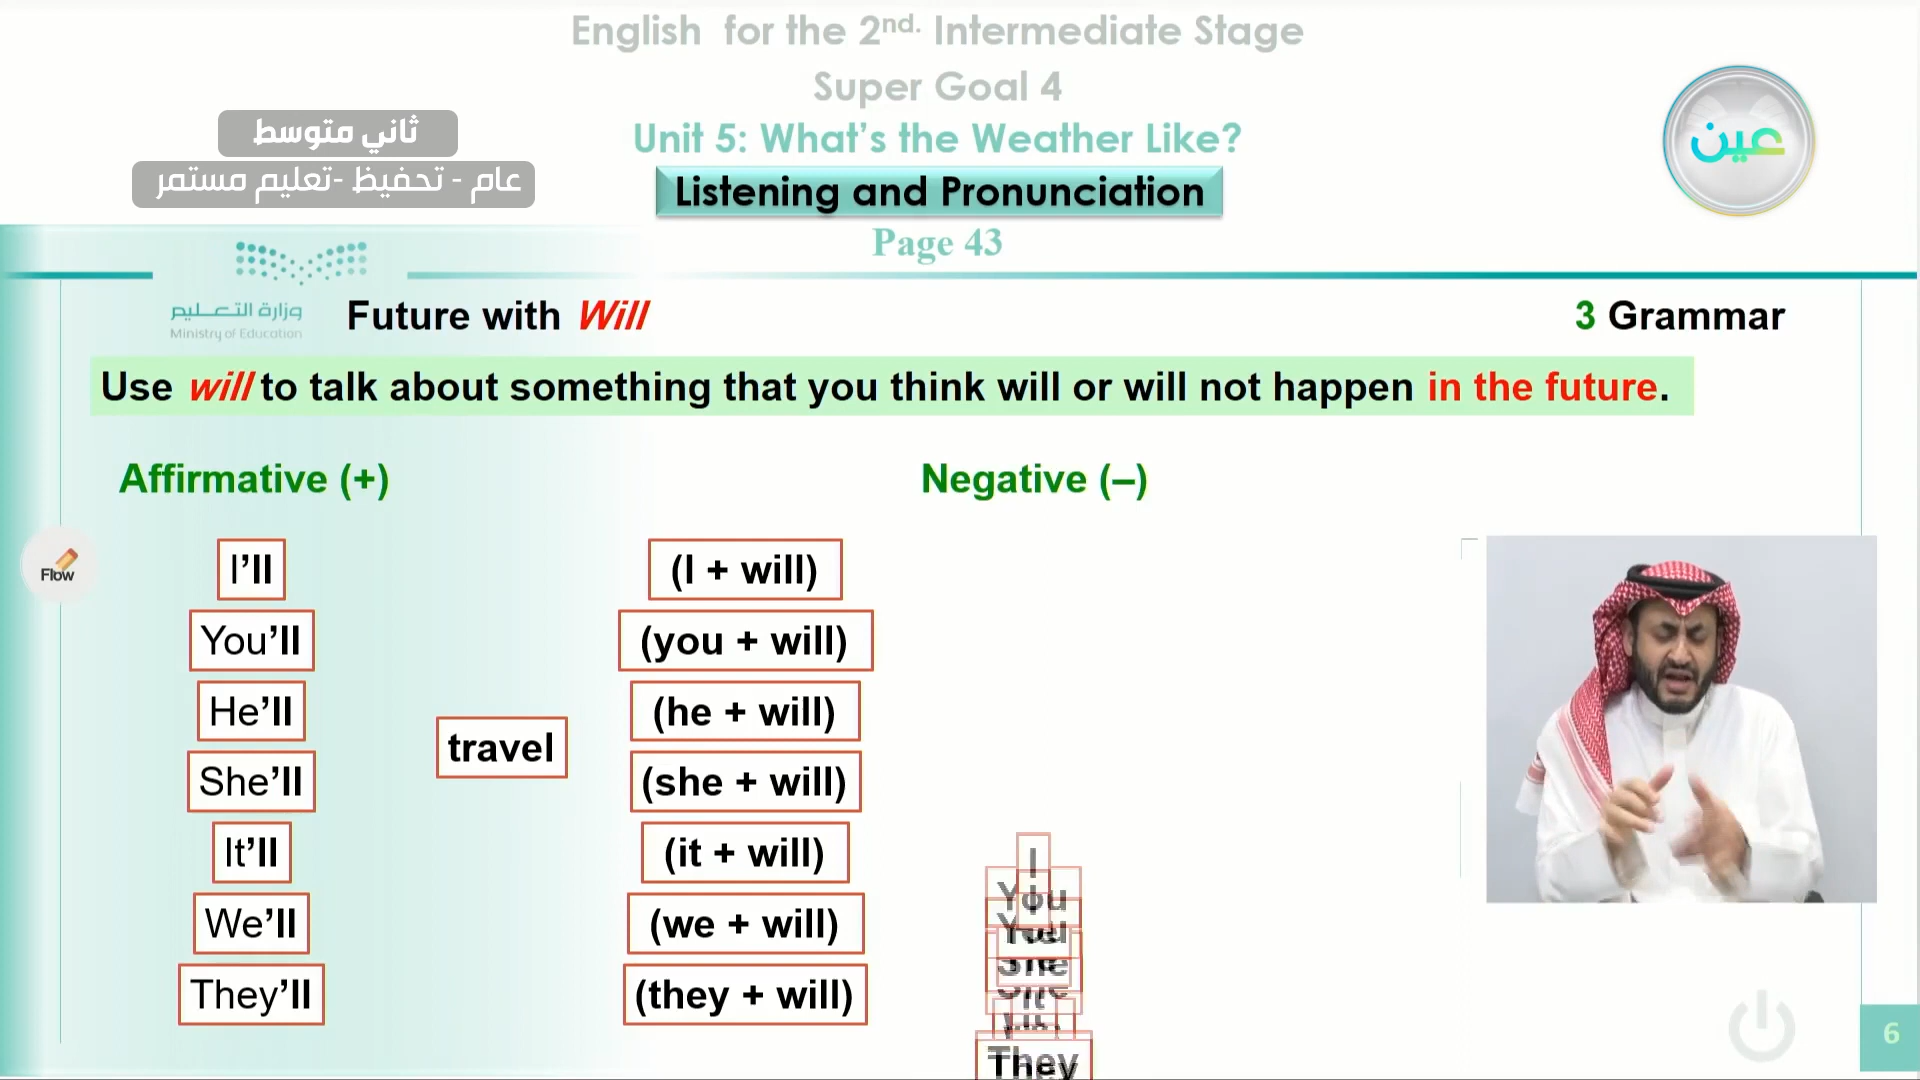 English for the 2nd. Intermediate Stage
Super Goal 4
Unit 5: What's the Weather Like?
Listening and Pronunciation
Page 43
ثاني متوسط
عام - تحفيظ -تعليم مستمر
عين
وزارة التعليم
Ministry of Education
Future with Will
3 Grammar
Use will to talk about something that you think will or will not happen in the future.
Affirmative (+)
Negative (–)
Flow
I'll
(I + will)
You'll
(you + will)
He'll
(he + will)
travel
She'll
(she + will)
It'll
(it + will)
We'll
(we + will)
They'll
(they + will)
I
You
She
It
They
6